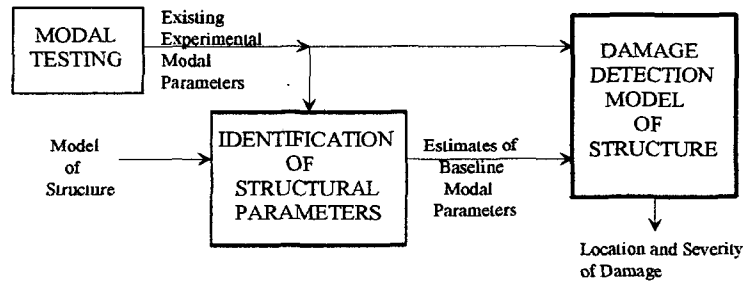 MODAL
TESTING
Existing
Experimental
Modal
Parameters
DAMAGE
DETECTION
MODEL
OF
STRUCTURE
Model
of
Structure
IDENTIFICATION
OF
STRUCTURAL
PARAMETERS
Estimates of
Baseline
Modal
Parameters
Location and Severity
of Damage